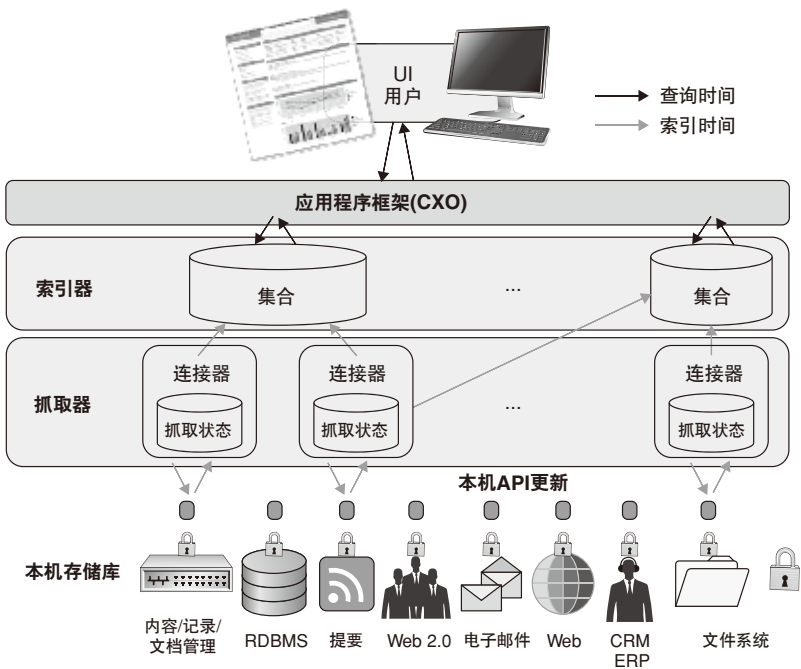 UI
用户
查询时间
索引时间
应用程序框架(CXO)
索引器
集合
...
集合
抓取器
连接器
连接器
...
连接器
抓取状态
抓取状态
抓取状态
本机API更新
本机存储库
内容/记录/
文档管理
RDBMS
提要
Web 2.0
电子邮件
Web
CRM
ERP
文件系统